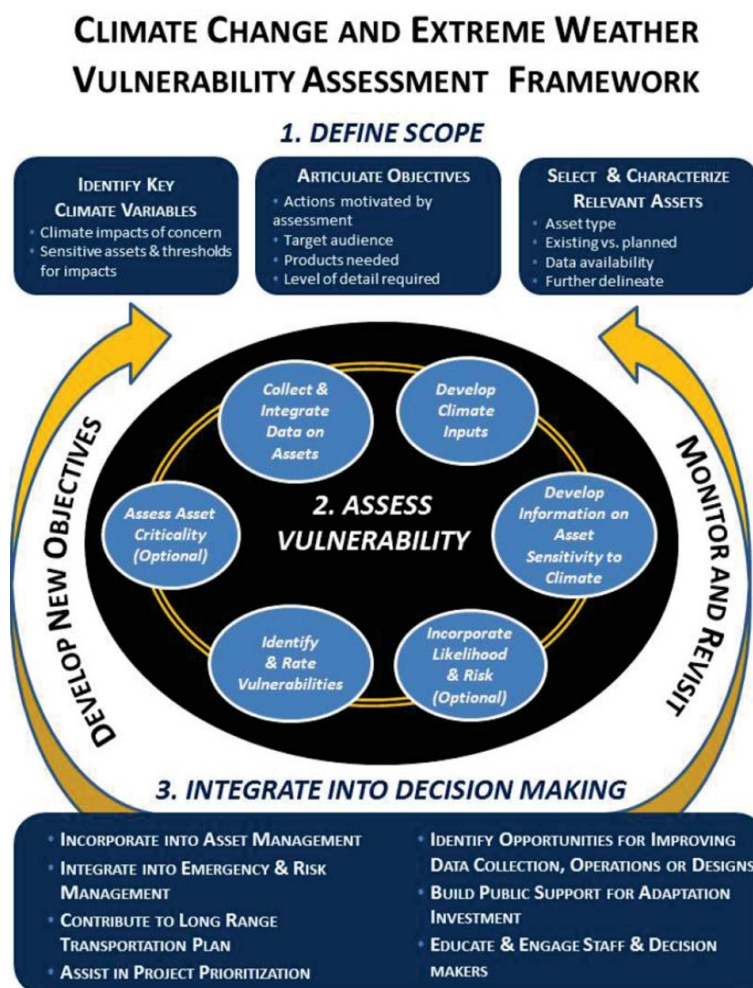 CLIMATE CHANGE AND EXTREME WEATHER
VULNERABILITY ASSESSMENT FRAMEWORK
1. DEFINE SCOPE
IDENTIFY KEY
CLIMATE VARIABLES
• Climate impacts of concern
• Sensitive assets & thresholds
for impacts
ARTICULATE OBJECTIVES
• Actions motivated by
assessment
• Target audience
• Products needed
• Level of detail required
SELECT & CHARACTERIZE
RELEVANT ASSETS
• Asset type
• Existing vs. planned
• Data availability
• Further delineate
DEVELOP NEW OBJECTIVES
Collect &
Integrate
Data on
Assets
Develop
Climate
Inputs
Assess Asset
Criticality
(Optional)
2. ASSESS
VULNERABILITY
Develop
Information on
Asset
Sensitivity to
Climate
Identify
& Rate
Vulnerabilities
Incorporate
Likelihood
& Risk
(Optional)
MONITOR AND REVISIT
3. INTEGRATE INTO DECISION MAKING
• INCORPORATE INTO ASSET MANAGEMENT
• INTEGRATE INTO EMERGENCY & RISK
MANAGEMENT
• CONTRIBUTE TO LONG RANGE
TRANSPORTATION PLAN
• ASSIST IN PROJECT PRIORITIZATION
• IDENTIFY OPPORTUNITIES FOR IMPROVING
DATA COLLECTION, OPERATIONS OR DESIGNS
• BUILD PUBLIC SUPPORT FOR ADAPTATION
INVESTMENT
• EDUCATE & ENGAGE STAFF & DECISION
MAKERS